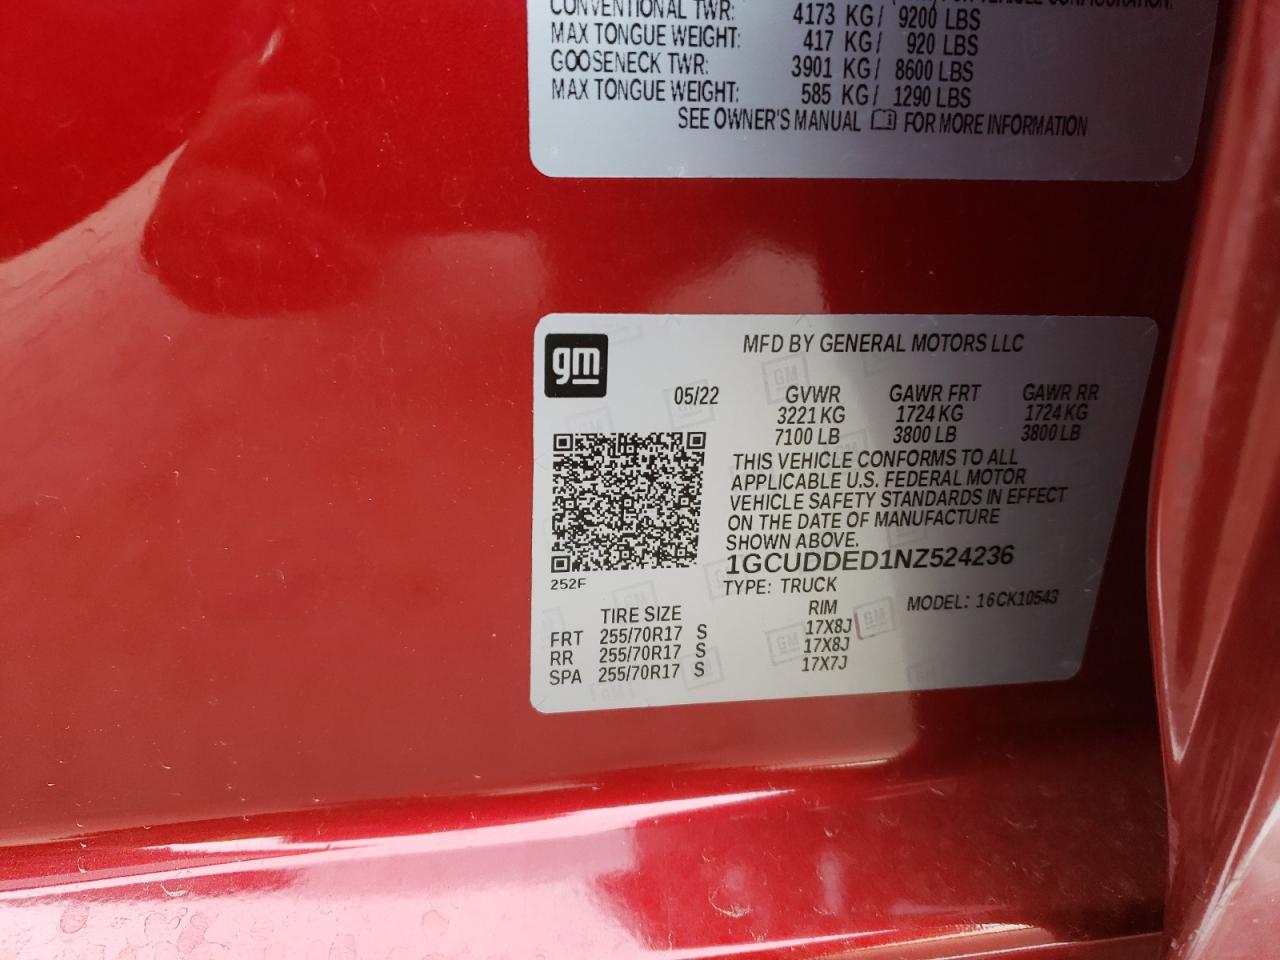 FOR VEHICLE CONFIGURATION.
CONVENTIONAL TWR: 4173 KG/ 9200 LBS
MAX TONGUE WEIGHT: 417 KG/ 920 LBS
GOOSENECK TWR: 3901 KG/ 8600 LBS
MAX TONGUE WEIGHT: 585 KG/ 1290 LBS
SEE OWNER'S MANUAL FOR MORE INFORMATION
gm
MFD BY GENERAL MOTORS LLC
05/22 GVWR GAWR FRT GAWR RR
3221 KG 1724 KG 1724 KG
7100 LB 3800 LB 3800 LB
THIS VEHICLE CONFORMS TO ALL
APPLICABLE U.S. FEDERAL MOTOR
VEHICLE SAFETY STANDARDS IN EFFECT
ON THE DATE OF MANUFACTURE
SHOWN ABOVE.
1GCUDDED1NZ524236
252F
TYPE: TRUCK
MODEL: 16CK10543
TIRE SIZE RIM
FRT 255/70R17 S 17X8J
RR 255/70R17 S 17X8J
SPA 255/70R17 S 17X7J